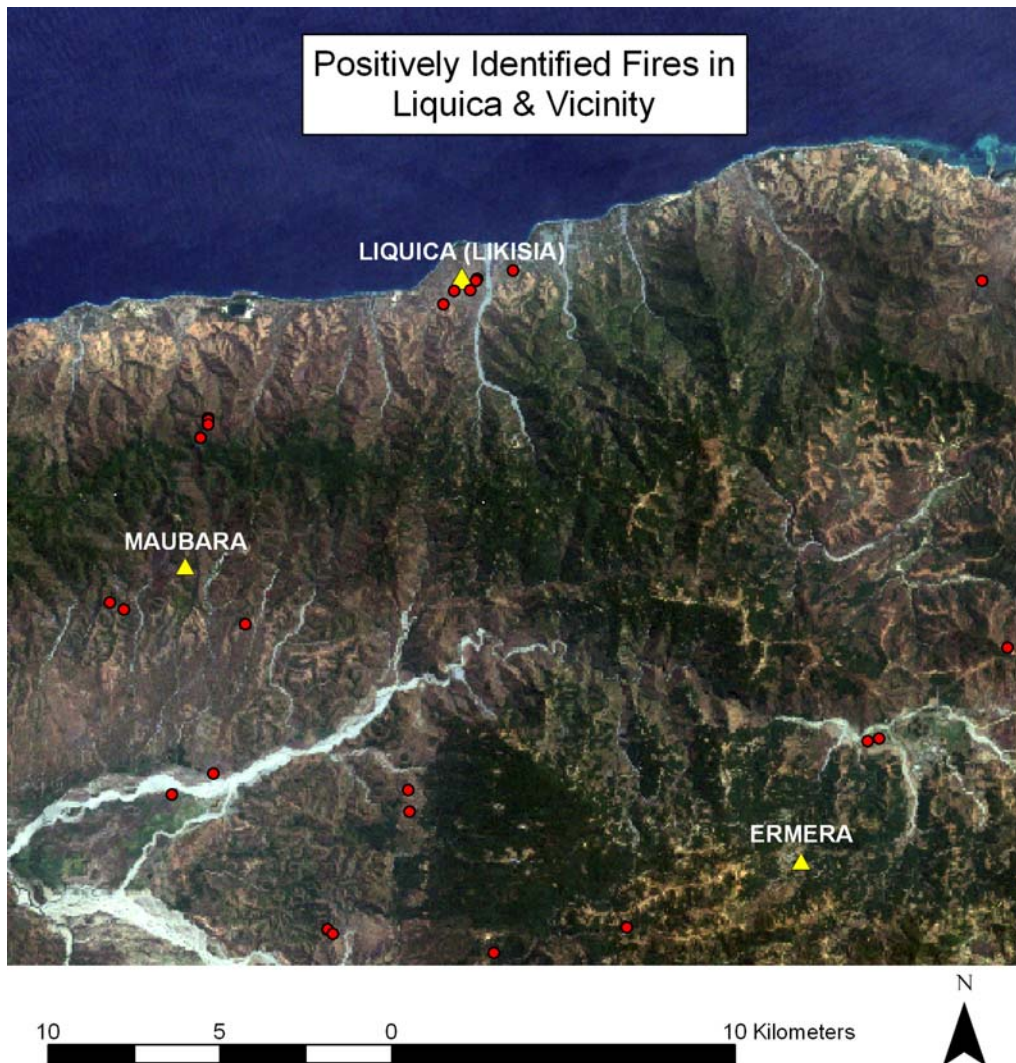 Positively Identified Fires in
Liquica & Vicinity
LIQUICA (LIKISIA)
MAUBARA
ERMERA
N
10 5 0 10 Kilometers